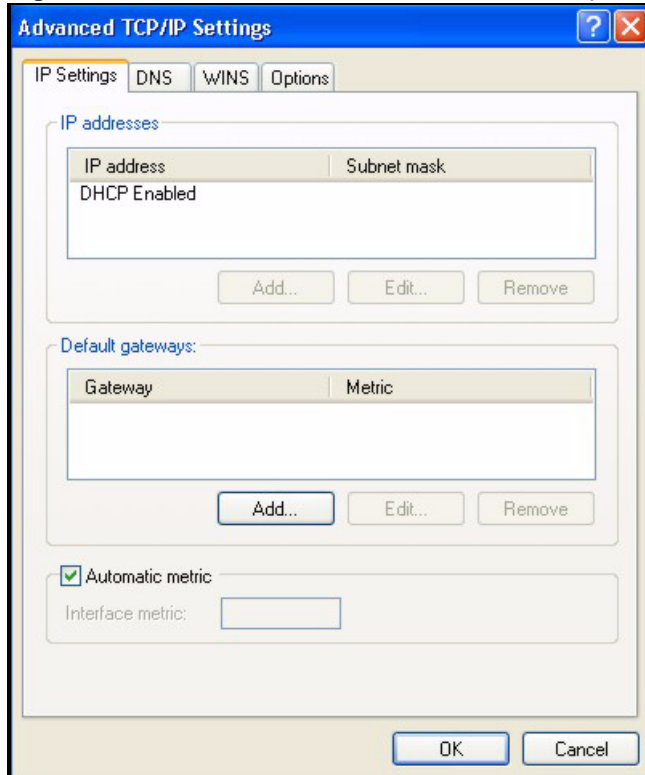 Advanced TCP/IP Settings
IP Settings DNS WINS Options
IP addresses
IP address Subnet mask
DHCP Enabled
Add... Edit... Remove
Default gateways:
Gateway Metric
Add... Edit... Remove
Automatic metric
Interface metric:
OK Cancel